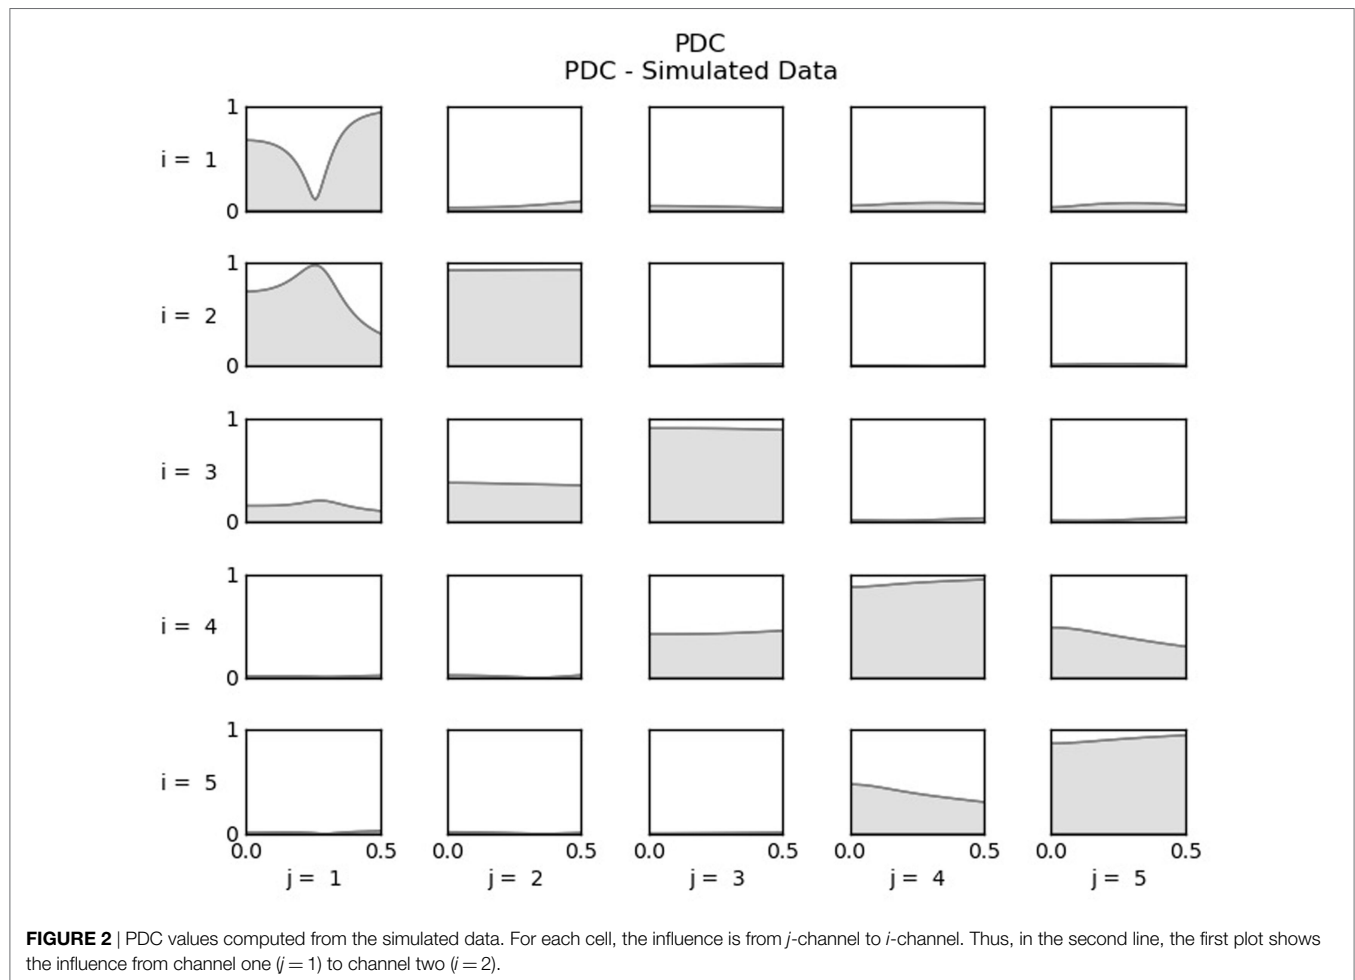 PDC
PDC - Simulated Data
1
i = 1
0
1
i = 2
0
1
i = 3
0
1
i = 4
0
1
i = 5
0
0.0 0.5 0.0 0.5 0.0 0.5 0.0 0.5 0.0 0.5
j = 1 j = 2 j = 3 j = 4 j = 5
FIGURE 2 | PDC values computed from the simulated data. For each cell, the influence is from j-channel to i-channel. Thus, in the second line, the first plot shows
the influence from channel one (j = 1) to channel two (i = 2).